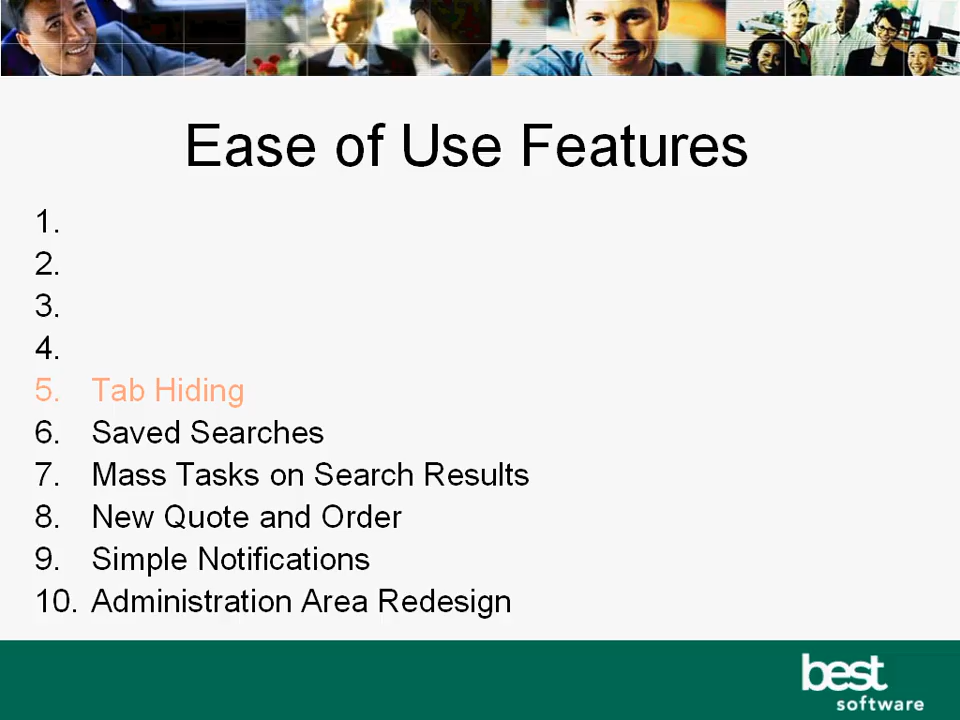 Ease of Use Features
1.
2.
3.
4.
5. Tab Hiding
6. Saved Searches
7. Mass Tasks on Search Results
8. New Quote and Order
9. Simple Notifications
10. Administration Area Redesign
best
software